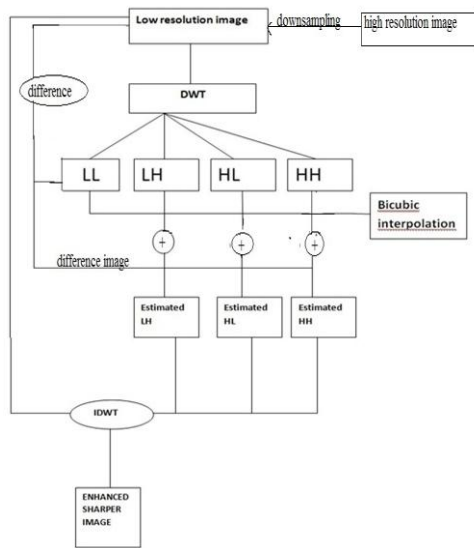 Low resolution image
downsampling
high resolution image
difference
DWT
LL
LH
HL
HH
Bicubic
interpolation
+
+
+
difference image
Estimated
LH
Estimated
HL
Estimated
HH
IDWT
ENHANCED
SHARPER
IMAGE